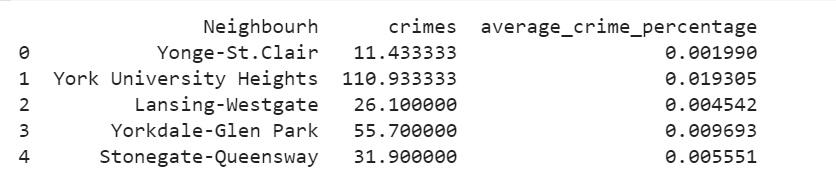 Neighbourh crimes average_crime_percentage
0 Yonge-St.Clair 11.433333 0.001990
1 York University Heights 110.933333 0.019305
2 Lansing-Westgate 26.100000 0.004542
3 Yorkdale-Glen Park 55.700000 0.009693
4 Stonegate-Queensway 31.900000 0.005551